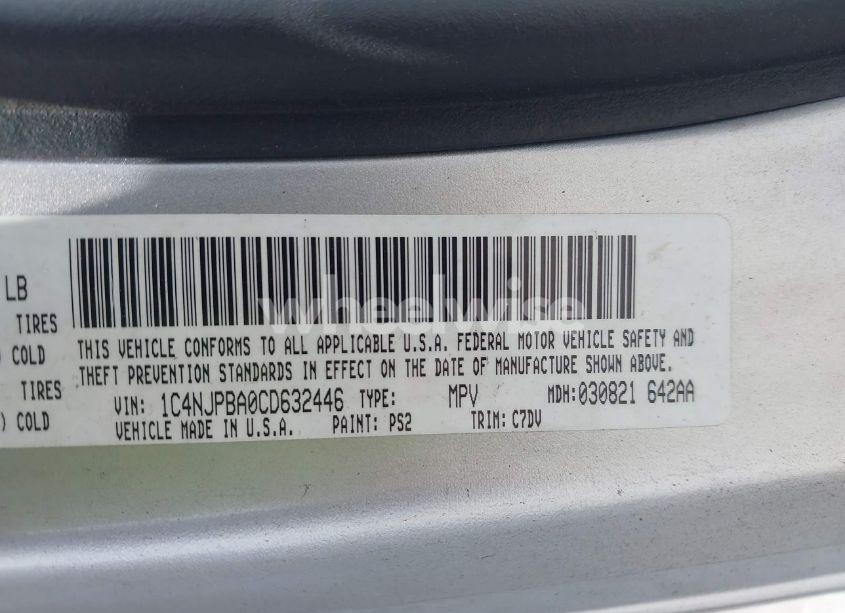 LB
TIRES
) COLD
TIRES
) COLD
wheelwise
THIS VEHICLE CONFORMS TO ALL APPLICABLE U.S.A. FEDERAL MOTOR VEHICLE SAFETY AND
THEFT PREVENTION STANDARDS IN EFFECT ON THE DATE OF MANUFACTURE SHOWN ABOVE.
VIN: 1C4NJPBA0CD632446 TYPE: MPV MDH:030821 642AA
VEHICLE MADE IN U.S.A. PAINT: PS2 TRIM: C7DV